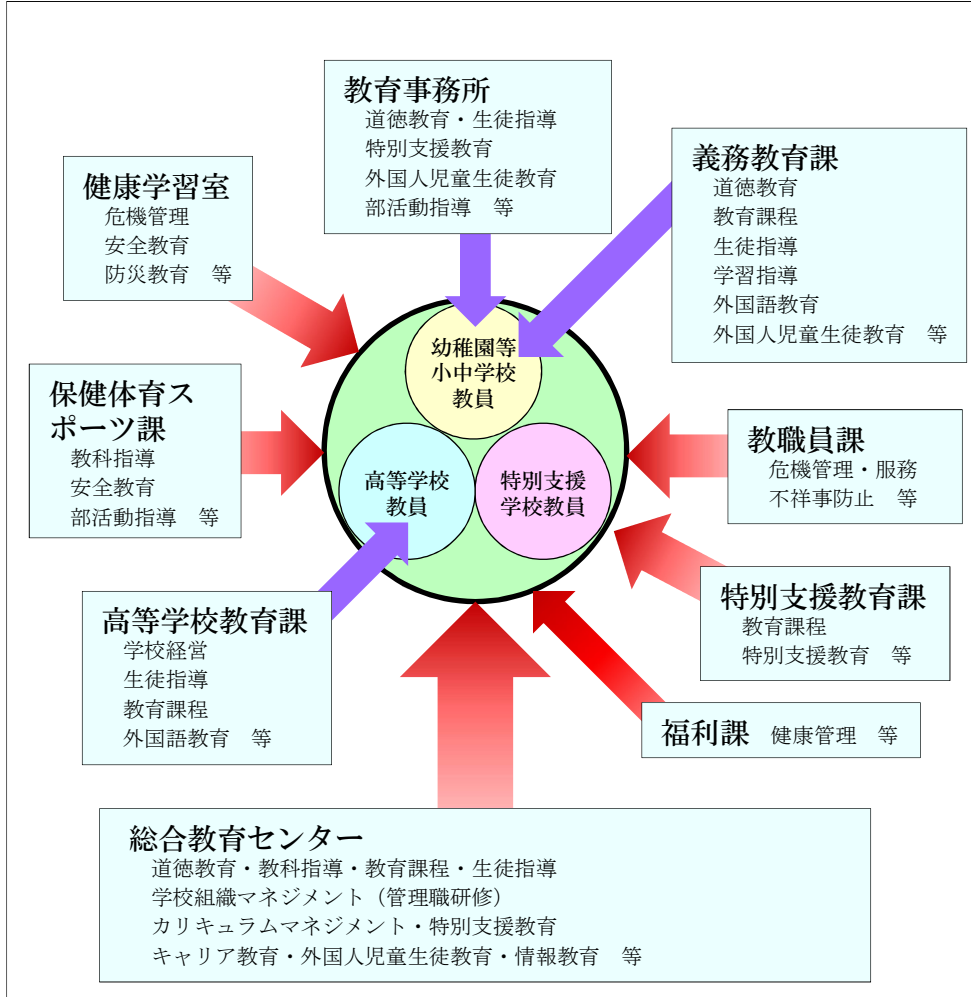 教育事務所
道徳教育・生徒指導
特別支援教育
外国人児童生徒教育
部活動指導　等
義務教育課
道徳教育
教育課程
生徒指導
学習指導
外国語教育
外国人児童生徒教育　等
健康学習室
危機管理
安全教育
防災教育　等
幼稚園等
小中学校
教員
保健体育ス
ポーツ課
教科指導
安全教育
部活動指導　等
高等学校
教員
特別支援
学校教員
教職員課
危機管理・服務
不祥事防止　等
高等学校教育課
学校経営
生徒指導
教育課程
外国語教育　等
特別支援教育課
教育課程
特別支援教育　等
福利課　健康管理　等
総合教育センター
道徳教育・教科指導・教育課程・生徒指導
学校組織マネジメント（管理職研修）
カリキュラムマネジメント・特別支援教育
キャリア教育・外国人児童生徒教育・情報教育　等